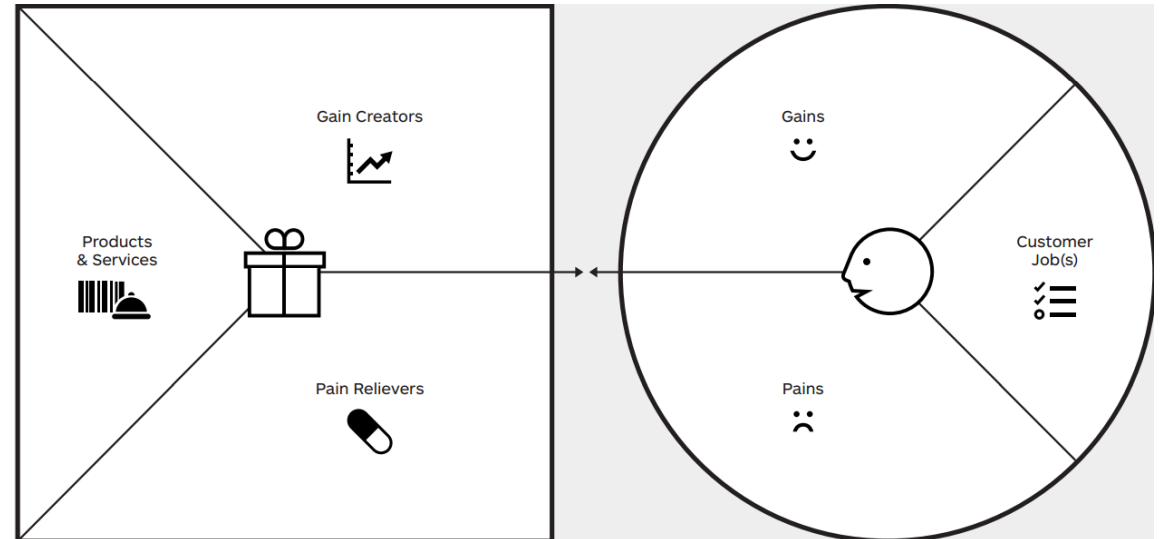 Gain Creators
Products
& Services
Pain Relievers
Gains
Customer
Job(s)
Pains